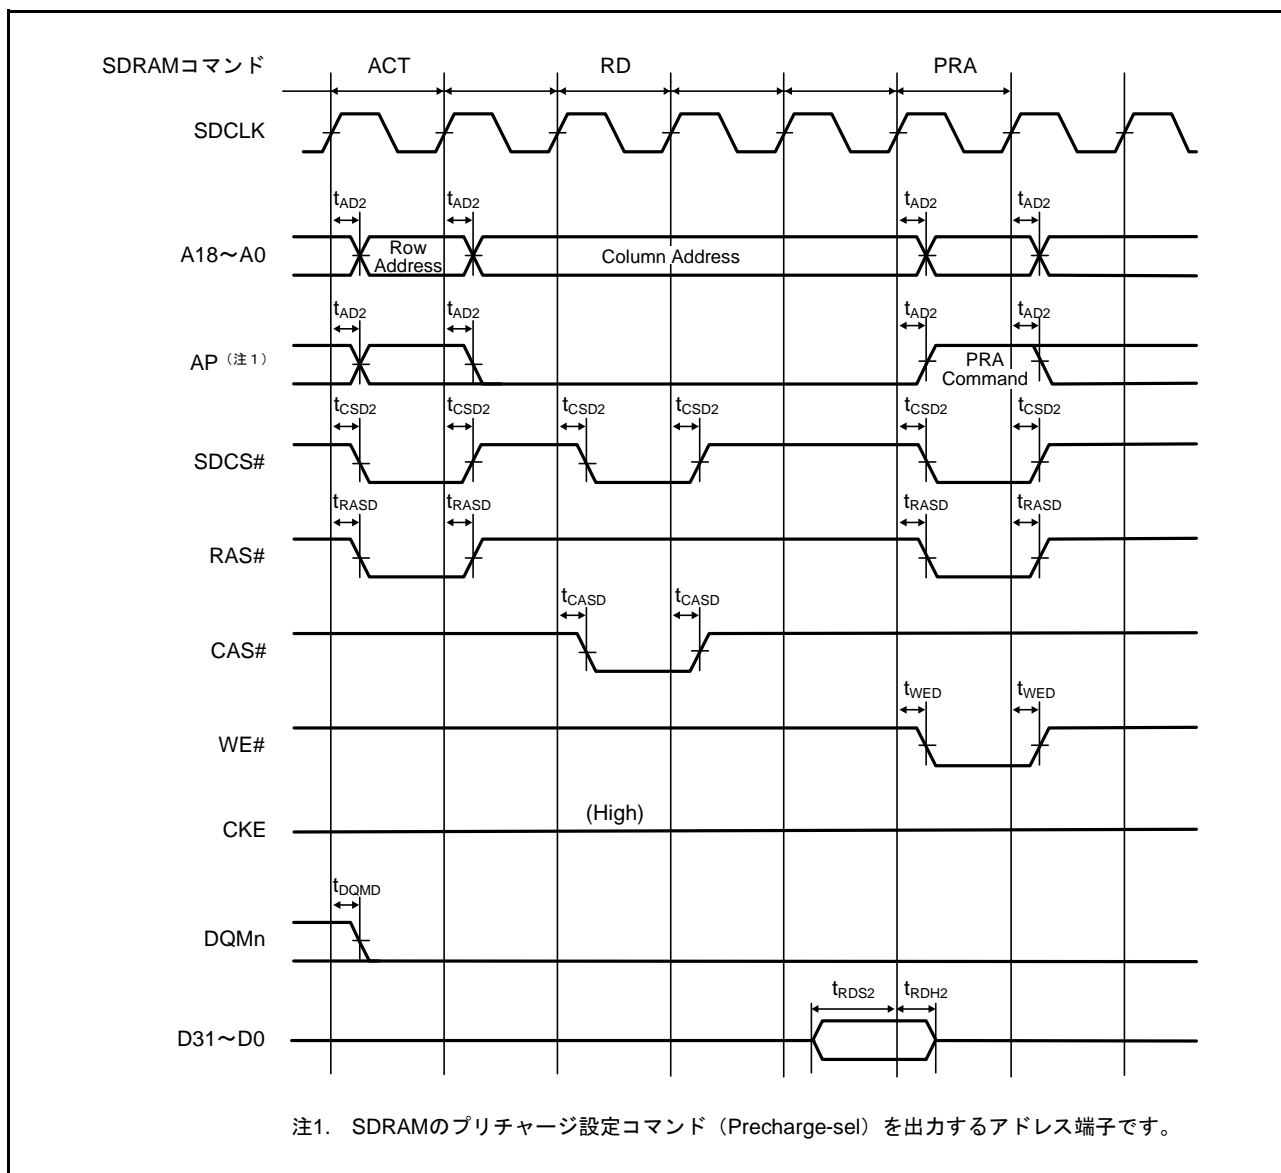 SDRAMコマンド ACT RD PRA
SDCLK
tAD2 tAD2 tAD2 tAD2
A18～A0 Row Address Column Address
tAD2 tAD2 tAD2 tAD2
AP（注1） PRA Command
tCSD2 tCSD2 tCSD2 tCSD2 tCSD2 tCSD2
SDCS#
tRASD tRASD tRASD tRASD
RAS#
tCASD tCASD
CAS#
tWED tWED
WE#
(High)
CKE
tDQMD
DQMn
tRDS2 tRDH2
D31～D0
注1. SDRAMのプリチャージ設定コマンド（Precharge-sel）を出力するアドレス端子です。